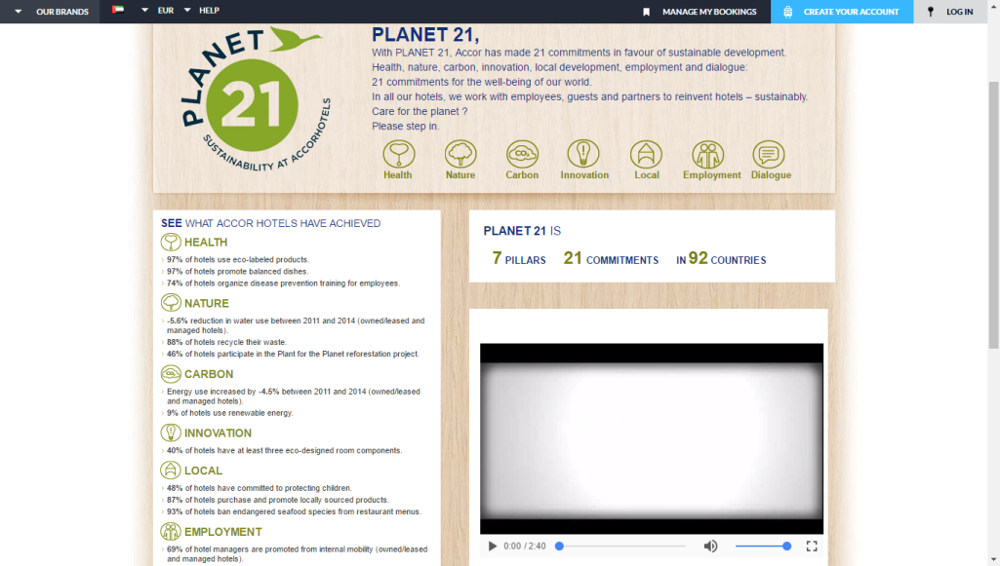 OUR BRANDS
EUR
HELP
MANAGE MY BOOKINGS
CREATE YOUR ACCOUNT
LOG IN
PLANET
21
SUSTAINABILITY AT ACCORHOTELS
PLANET 21,
With PLANET 21, Accor has made 21 commitments in favour of sustainable development.
Health, nature, carbon, innovation, local development, employment and dialogue:
21 commitments for the well-being of our world.
In all our hotels, we work with employees, guests and partners to reinvent hotels – sustainably.
Care for the planet ?
Please step in.
CO₂
Health
Nature
Carbon
Innovation
Local
Employment
Dialogue
SEE WHAT ACCOR HOTELS HAVE ACHIEVED
HEALTH
97% of hotels use eco-labeled products.
97% of hotels promote balanced dishes.
74% of hotels organize disease prevention training for employees.
NATURE
-5.6% reduction in water use between 2011 and 2014 (owned/leased and
managed hotels).
88% of hotels recycle their waste.
46% of hotels participate in the Plant for the Planet reforestation project.
CO₂
CARBON
Energy use increased by -4.5% between 2011 and 2014 (owned/leased
and managed hotels).
9% of hotels use renewable energy.
INNOVATION
40% of hotels have at least three eco-designed room components.
LOCAL
48% of hotels have committed to protecting children.
87% of hotels purchase and promote locally sourced products.
93% of hotels ban endangered seafood species from restaurant menus.
EMPLOYMENT
69% of hotel managers are promoted from internal mobility (owned/leased
and managed hotels).
PLANET 21 IS
7 PILLARS 21 COMMITMENTS IN 92 COUNTRIES
0:00 / 2:40